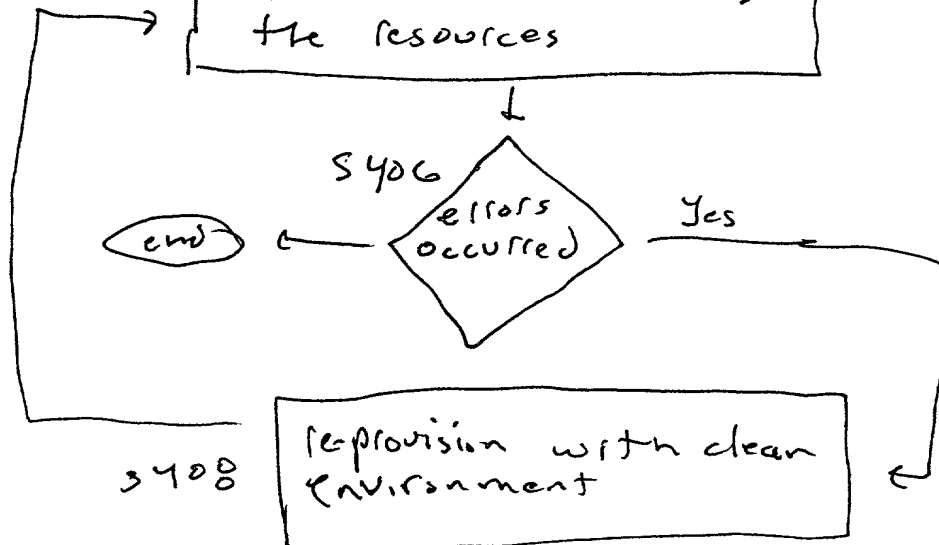 the resources
S406
errors
occurred
Yes
end
re-provision with clean
environment
S408